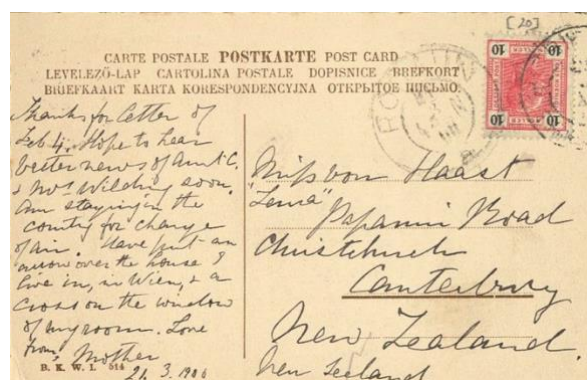 [20]
10 10
10 10
CARTE POSTALE POSTKARTE POST CARD
LEVELEZŐ-LAP CARTOLINA POSTALE DOPISNICE BREFKORT
BRIEFKAART KARTA KORESPONDENCYJNA ОТКРЫТОЕ ПИСЬМО.
Thanks for letter of
Feb 4. Hope to hear
better news of Aunt C.
& Mrs Wilding soon.
Am staying in the
country for change
of air. Have put an
arrow over the house I
live in, in Wien, & a
cross on the window
of my room. Love
from Mother
21.3.1906
B. K. W. I. 514
Miss von Haast
"Lena"
Papanui Road
Christchurch
Canterbury
New Zealand.
Neu Seeland